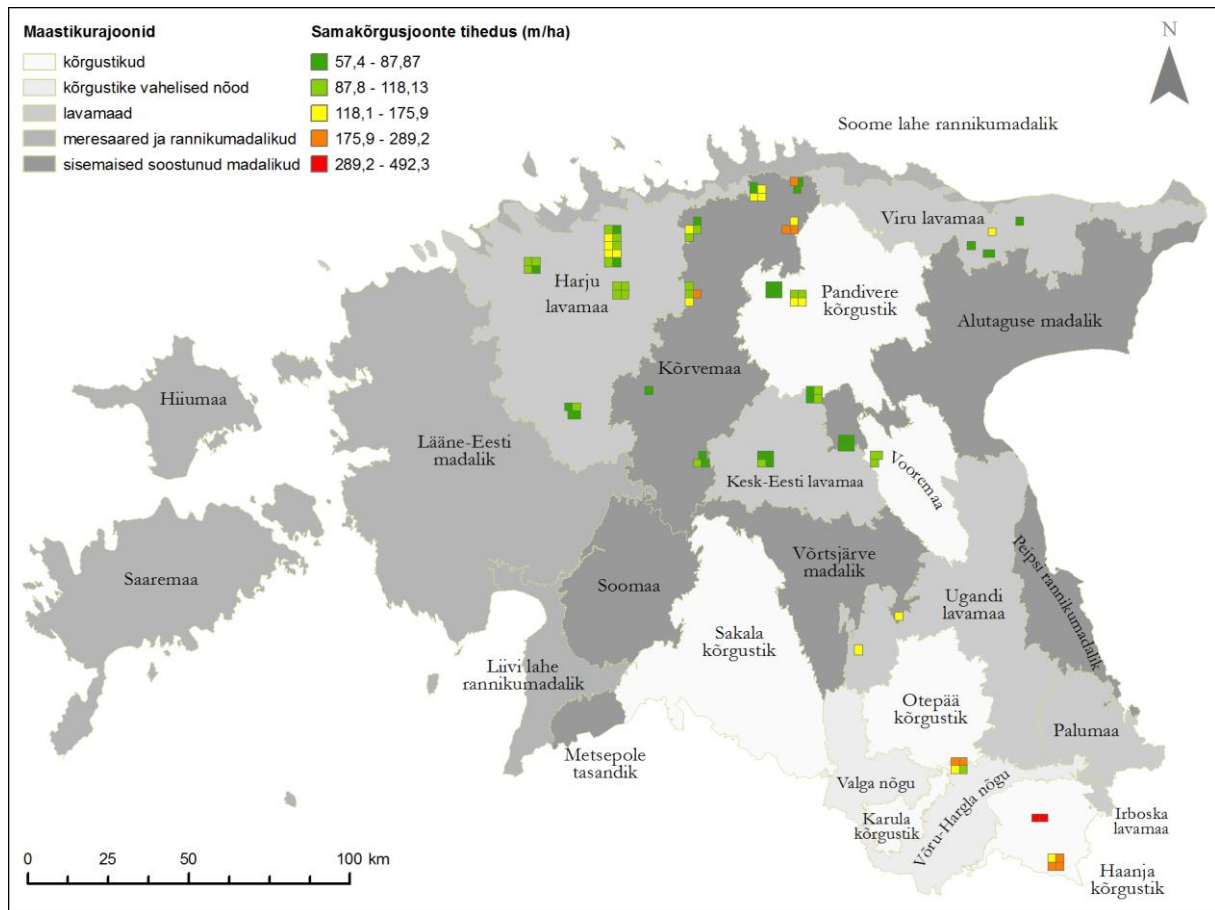 Maastikurajoonid
kõrgustikud
kõrgustike vahelised nõod
lavamaad
meresaared ja rannikumadalikud
sisemaised soostunud madalikud
Samakõrgusjoonte tihedus (m/ha)
57,4 - 87,87
87,8 - 118,13
118,1 - 175,9
175,9 - 289,2
289,2 - 492,3
N
Soome lahe rannikumadalik
Viru lavamaa
Harju
lavamaa
Pandivere
kõrgustik
Alutaguse madalik
Kõrvemaa
Hiiumaa
Lääne-Eesti
madalik
Kesk-Eesti lavamaa
Vooremaa
Saaremaa
Soomaa
Võrtsjärve
madalik
Peipsi rannikumadalik
Ugandi
lavamaa
Sakala
kõrgustik
Liivi lahe
rannikumadalik
Otepää
kõrgustik
Palumaa
Metsepole
tasandik
Valga nõgu
Võru-Hargla nõgu
Karula
kõrgustik
Irboska
lavamaa
Haanja
kõrgustik
0 25 50 100 km